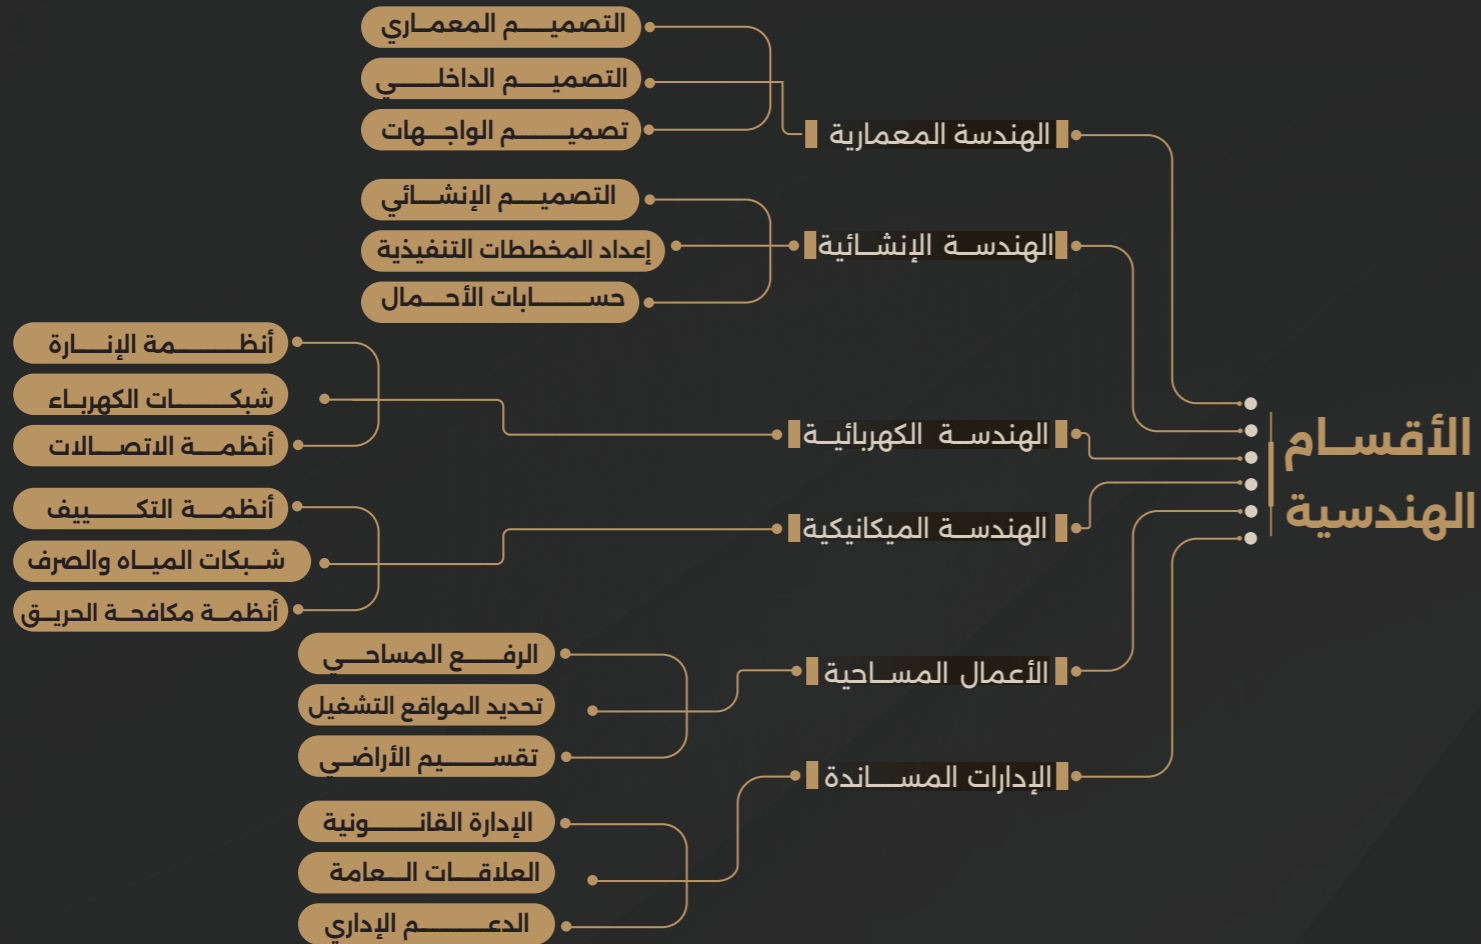 الأقسام
الهندسية
الهندسة المعمارية
التصميم المعماري
التصميم الداخلي
تصميم الواجهات
الهندسة الإنشائية
التصميم الإنشائي
إعداد المخططات التنفيذية
حسابات الأحمال
الهندسة الكهربائية
أنظمة الإنارة
شبكات الكهرباء
أنظمة الاتصالات
الهندسة الميكانيكية
أنظمة التكييف
شبكات المياه والصرف
أنظمة مكافحة الحريق
الأعمال المساحية
الرفع المساحي
تحديد المواقع التشغيل
تقسيم الأراضي
الإدارات المساندة
الإدارة القانونية
العلاقات العامة
الدعم الإداري